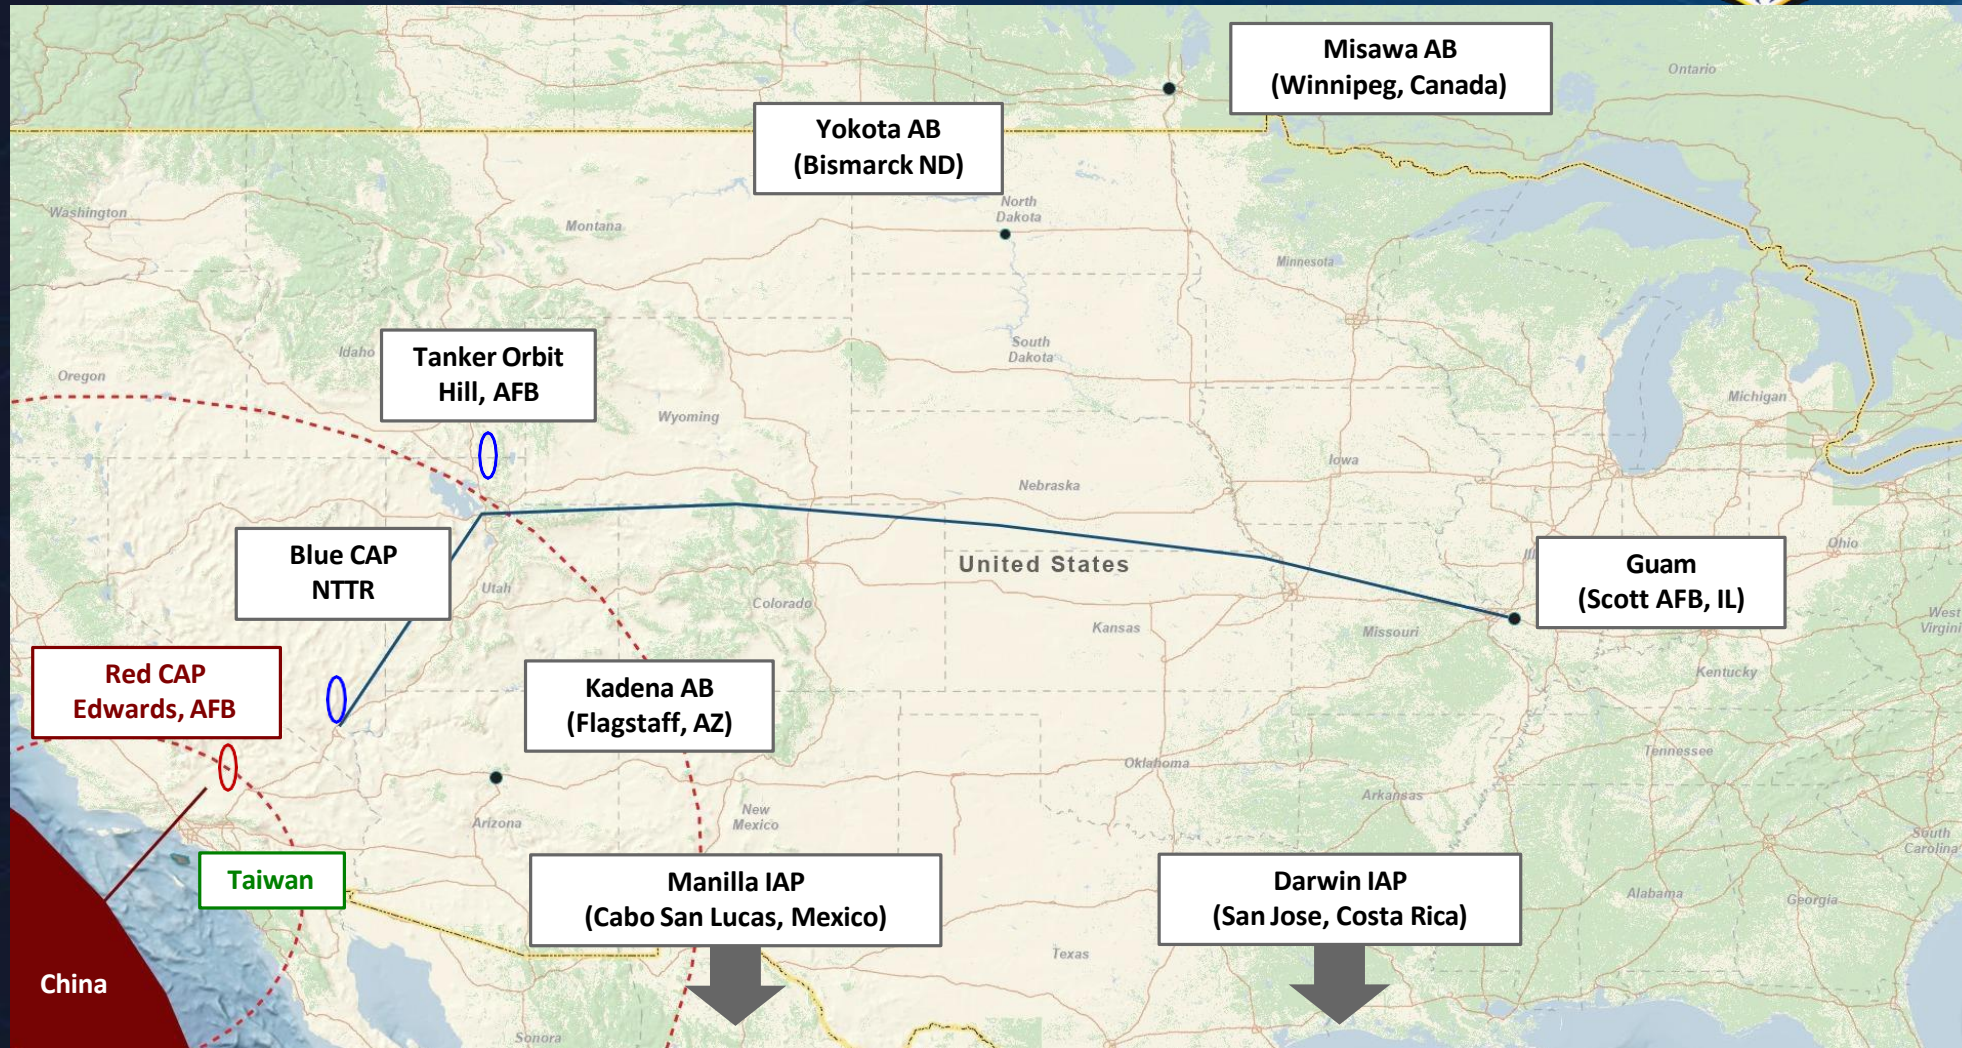 Misawa AB
(Winnipeg, Canada)
Ontario
Yokota AB
(Bismarck ND)
Washington
Montana
North
Dakota
Minnesota
Tanker Orbit
Hill, AFB
Idaho
South
Dakota
Oregon
Wyoming
Michigan
Iowa
Nebraska
Blue CAP
NTTR
United States
Guam
(Scott AFB, IL)
Ohio
Utah
Colorado
Kansas
Missouri
West
Virgini
Red CAP
Edwards, AFB
Kadena AB
(Flagstaff, AZ)
Kentucky
Tennessee
Oklahoma
Arkansas
New
Mexico
Arizona
South
Carolina
Taiwan
Manilla IAP
(Cabo San Lucas, Mexico)
Darwin IAP
(San Jose, Costa Rica)
Alabama
Georgia
Texas
China
Sonora